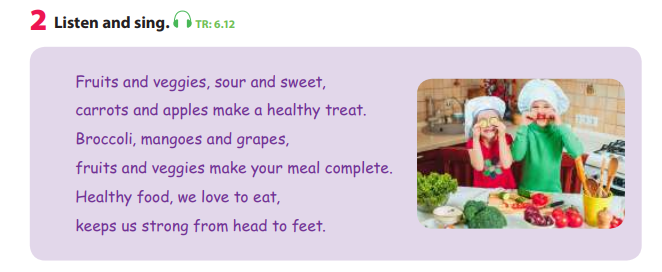 2 Listen and sing. TR: 6.12
Fruits and veggies, sour and sweet,
carrots and apples make a healthy treat.
Broccoli, mangoes and grapes,
fruits and veggies make your meal complete.
Healthy food, we love to eat,
keeps us strong from head to feet.